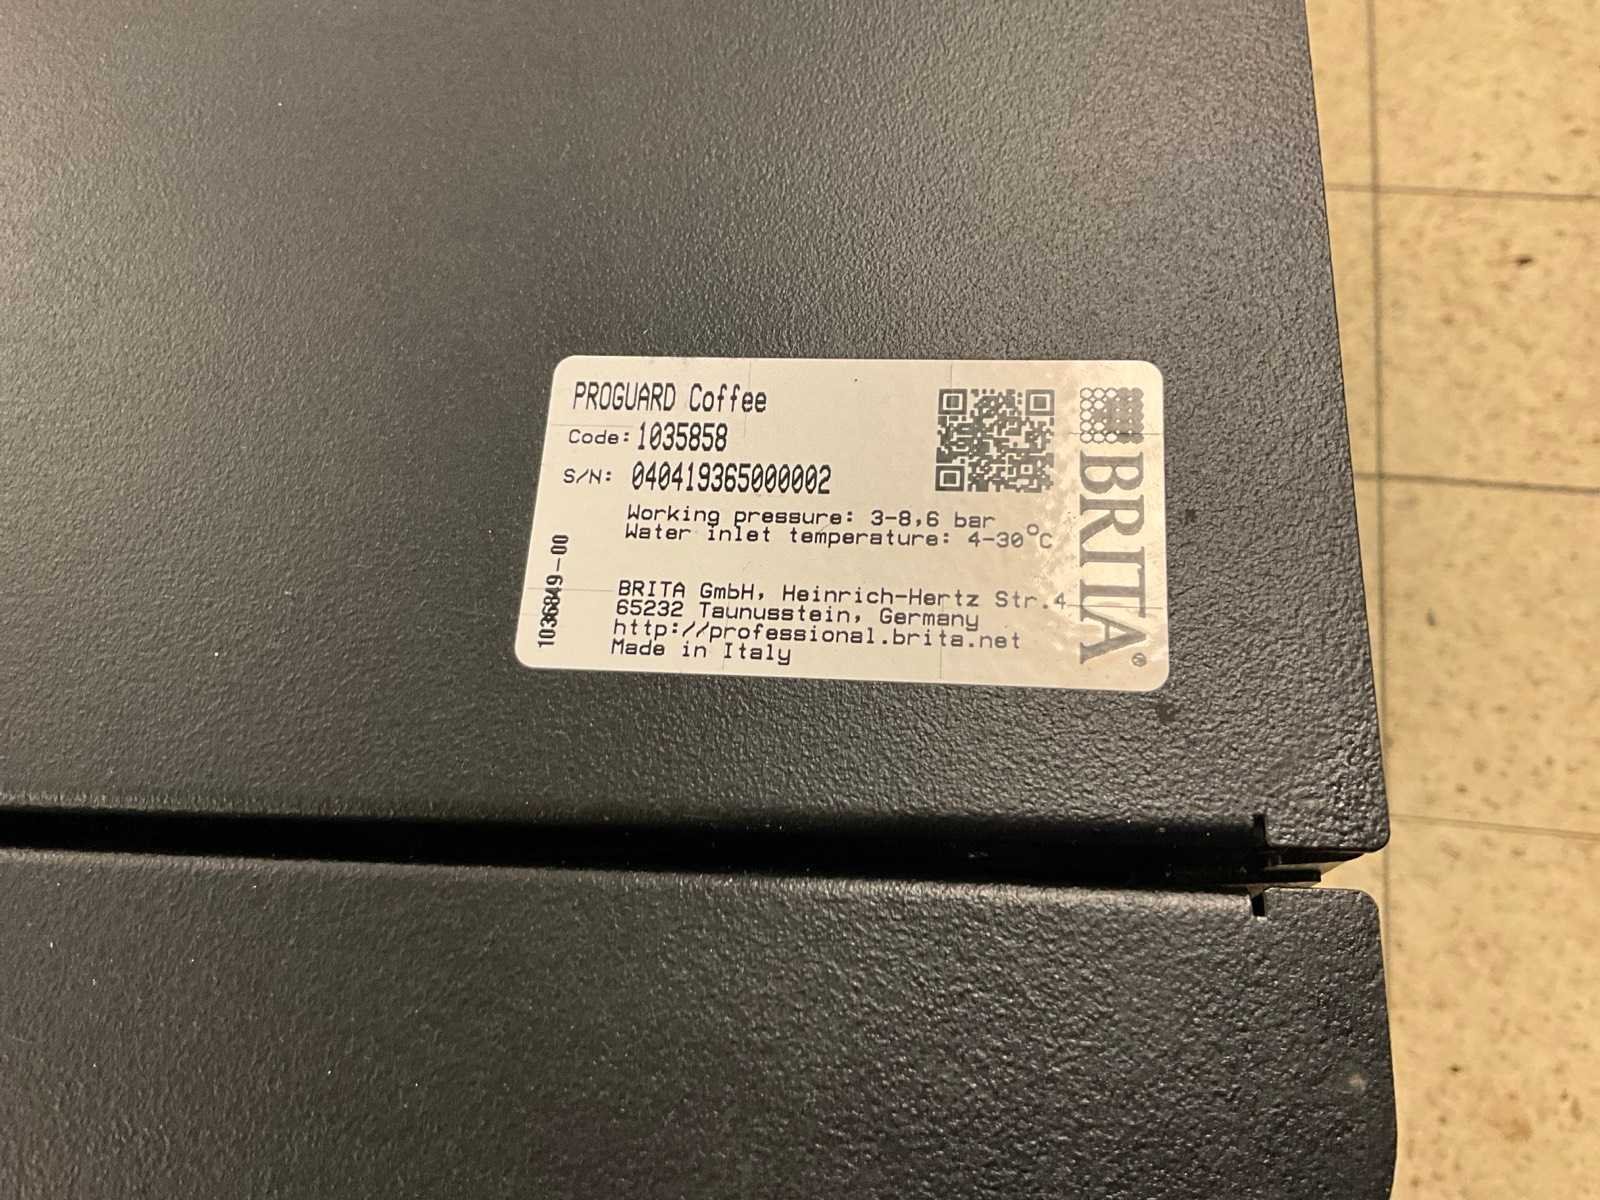 PROGUARD Coffee
Code: 1035858
S/N: 040419365000002
Working pressure: 3-8,6 bar
Water inlet temperature: 4-30°C
BRITA GmbH, Heinrich-Hertz Str.4
65232 Taunusstein, Germany
http://professional.brita.net
Made in Italy
1036849-00
BRITA®